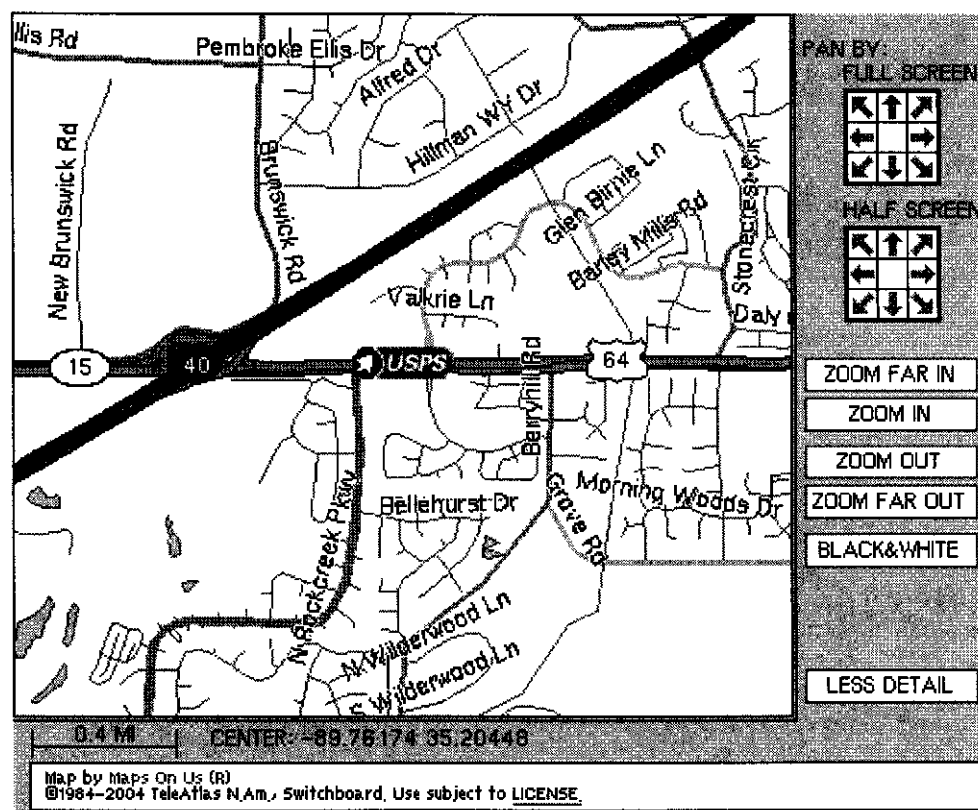 llis Rd
Pembroke Ellis Dr
Alfred Dr
Hillman WY Dr
New Brunswick Rd
Brunswick Rd
Glen Birnie Ln
Barley Mills Rd
Stonecrest Cir
Valkrie Ln
Daly
15
40
USPS
Berryhill Rd
64
Bellehurst Dr
Morning Woods Dr
Grove Rd
N Rockcreek Pkw
N Wilderwood Ln
S Wilderwood Ln
PAN BY:
FULL SCREEN
HALF SCREEN
ZOOM FAR IN
ZOOM IN
ZOOM OUT
ZOOM FAR OUT
BLACK&WHITE
LESS DETAIL
0.4 MI
CENTER: -89.76174 35.20448
Map by Maps On Us (R)
©1984-2004 TeleAtlas N.Am., Switchboard. Use subject to LICENSE.